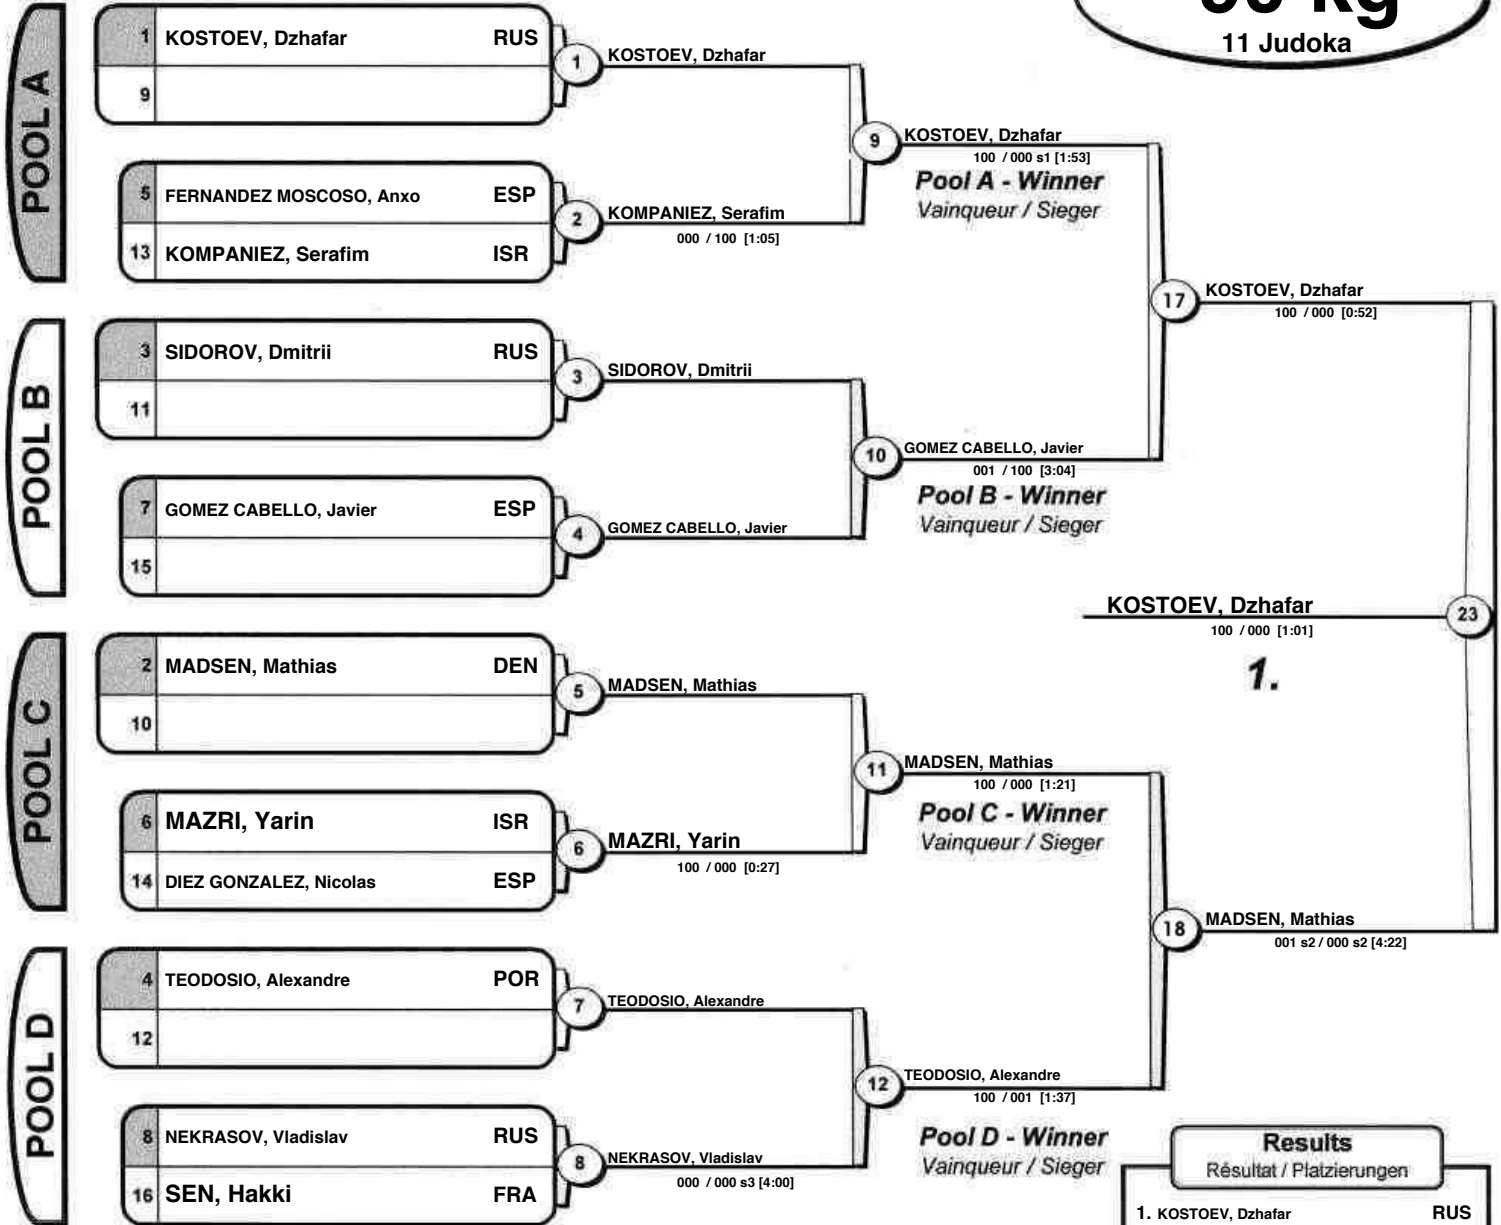 kg
11 Judoka
POOL A
1 KOSTOEV, Dzhafar RUS
9
1 KOSTOEV, Dzhafar
5 FERNANDEZ MOSCOSO, Anxo ESP
13 KOMPANIEZ, Serafim ISR
2 KOMPANIEZ, Serafim
000 / 100 [1:05]
9 KOSTOEV, Dzhafar
100 / 000 s1 [1:53]
Pool A - Winner
Vainqueur / Sieger
POOL B
3 SIDOROV, Dmitrii RUS
11
3 SIDOROV, Dmitrii
7 GOMEZ CABELLO, Javier ESP
15
4 GOMEZ CABELLO, Javier
10 GOMEZ CABELLO, Javier
001 / 100 [3:04]
Pool B - Winner
Vainqueur / Sieger
17 KOSTOEV, Dzhafar
100 / 000 [0:52]
KOSTOEV, Dzhafar 23
100 / 000 [1:01]
1.
POOL C
2 MADSEN, Mathias DEN
10
5 MADSEN, Mathias
6 MAZRI, Yarin ISR
14 DIEZ GONZALEZ, Nicolas ESP
6 MAZRI, Yarin
100 / 000 [0:27]
11 MADSEN, Mathias
100 / 000 [1:21]
Pool C - Winner
Vainqueur / Sieger
18 MADSEN, Mathias
001 s2 / 000 s2 [4:22]
POOL D
4 TEODOSIO, Alexandre POR
12
7 TEODOSIO, Alexandre
8 NEKRASOV, Vladislav RUS
16 SEN, Hakki FRA
8 NEKRASOV, Vladislav
000 / 000 s3 [4:00]
12 TEODOSIO, Alexandre
100 / 001 [1:37]
Pool D - Winner
Vainqueur / Sieger
Results
Résultat / Platzierungen
1. KOSTOEV, Dzhafar RUS